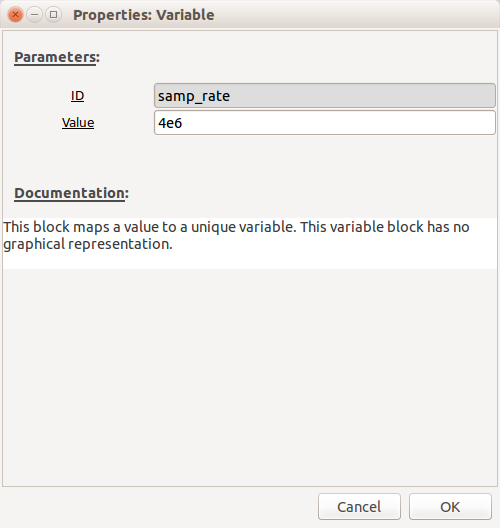 Properties: Variable
Parameters:
ID
samp_rate
Value
4e6
Documentation:
This block maps a value to a unique variable. This variable block has no
graphical representation.
Cancel
OK